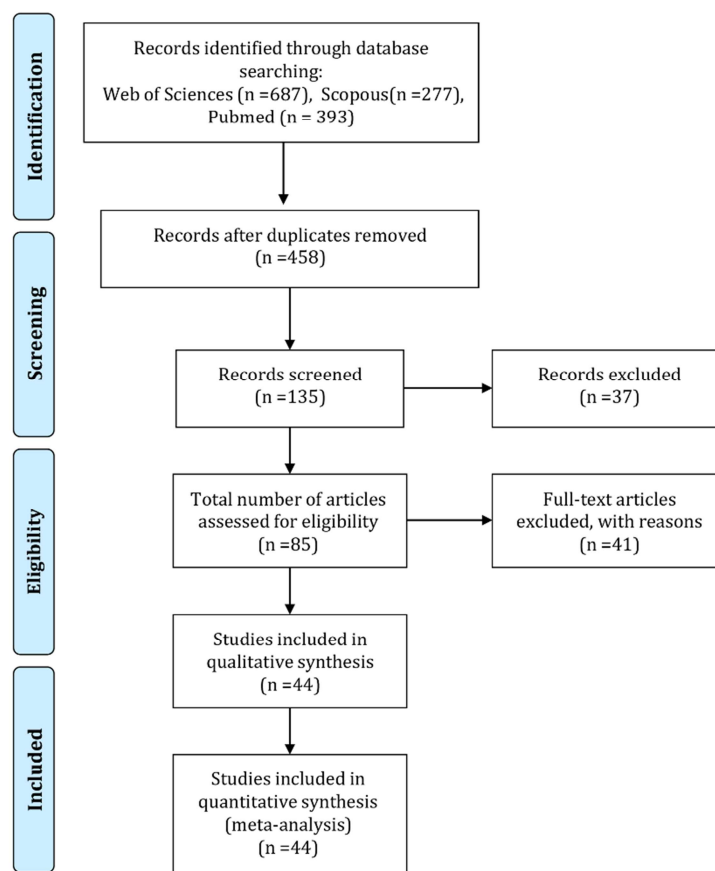 Identification
Records identified through database
searching:
Web of Sciences (n =687), Scopous(n =277),
Pubmed (n = 393)
Records after duplicates removed
(n =458)
Screening
Records screened
(n =135)
Records excluded
(n =37)
Eligibility
Total number of articles
assessed for eligibility
(n =85)
Full-text articles
excluded, with reasons
(n =41)
Studies included in
qualitative synthesis
(n =44)
Included
Studies included in
quantitative synthesis
(meta-analysis)
(n =44)